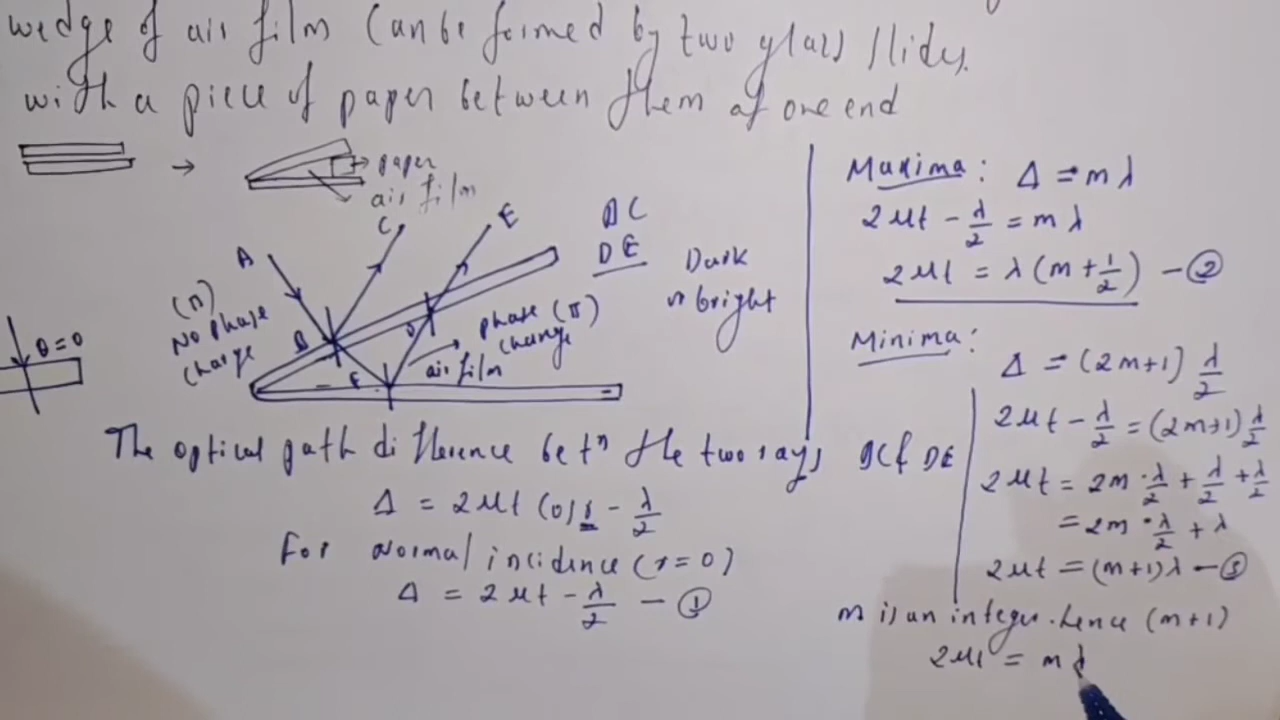 wedge of air film can be formed by two glass slides.
with a piece of paper between them at one end
paper
air film
A
C
E
BC
DE
Dark
or bright
(π)
No phase
change
B
D
F
phase (π)
change
air film
θ = 0
The optical path difference betⁿ the two rays BC & DE
Δ = 2μt cos r - λ/2
For Normal incidence (r = 0)
Δ = 2μt - λ/2 - ①
Maxima: Δ = mλ
2μt - λ/2 = mλ
2μt = λ(m + 1/2) - ②
Minima:
Δ = (2m+1) λ/2
2μt - λ/2 = (2m+1) λ/2
2μt = 2m · λ/2 + λ/2 + λ/2
= 2m · λ/2 + λ
2μt = (m+1)λ - ③
m is an integer. hence (m+1)
2μt = mλ